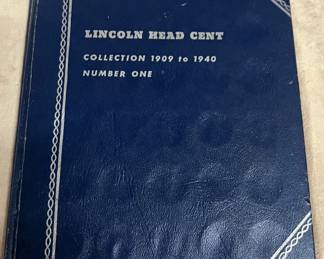 LINCOLN HEAD CENT
COLLECTION 1909 to 1940
NUMBER ONE